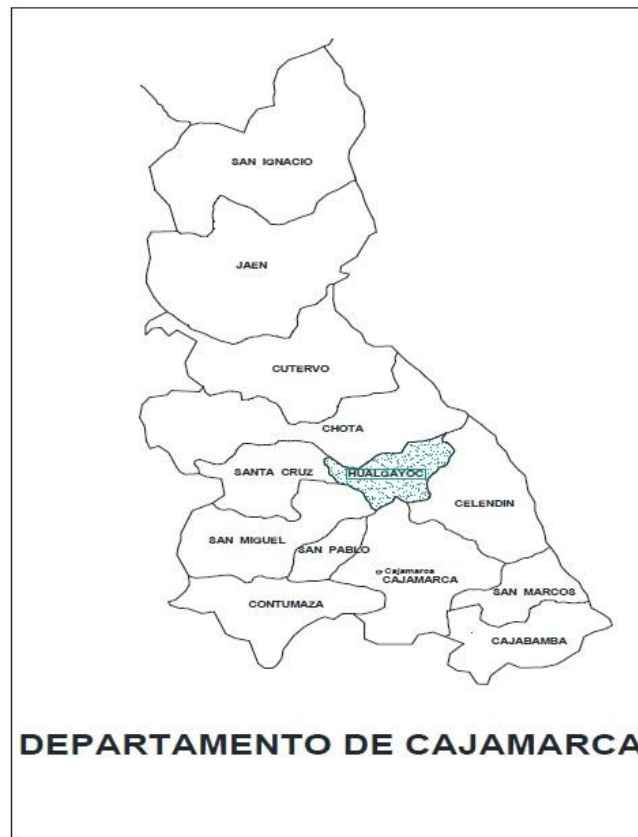 SAN IGNACIO
JAEN
CUTERVO
CHOTA
SANTA CRUZ
HUALGAYOC
CELENDIN
SAN MIGUEL
SAN PABLO
Cajamarca
CAJAMARCA
SAN MARCOS
CONTUMAZA
CAJABAMBA
DEPARTAMENTO DE CAJAMARCA